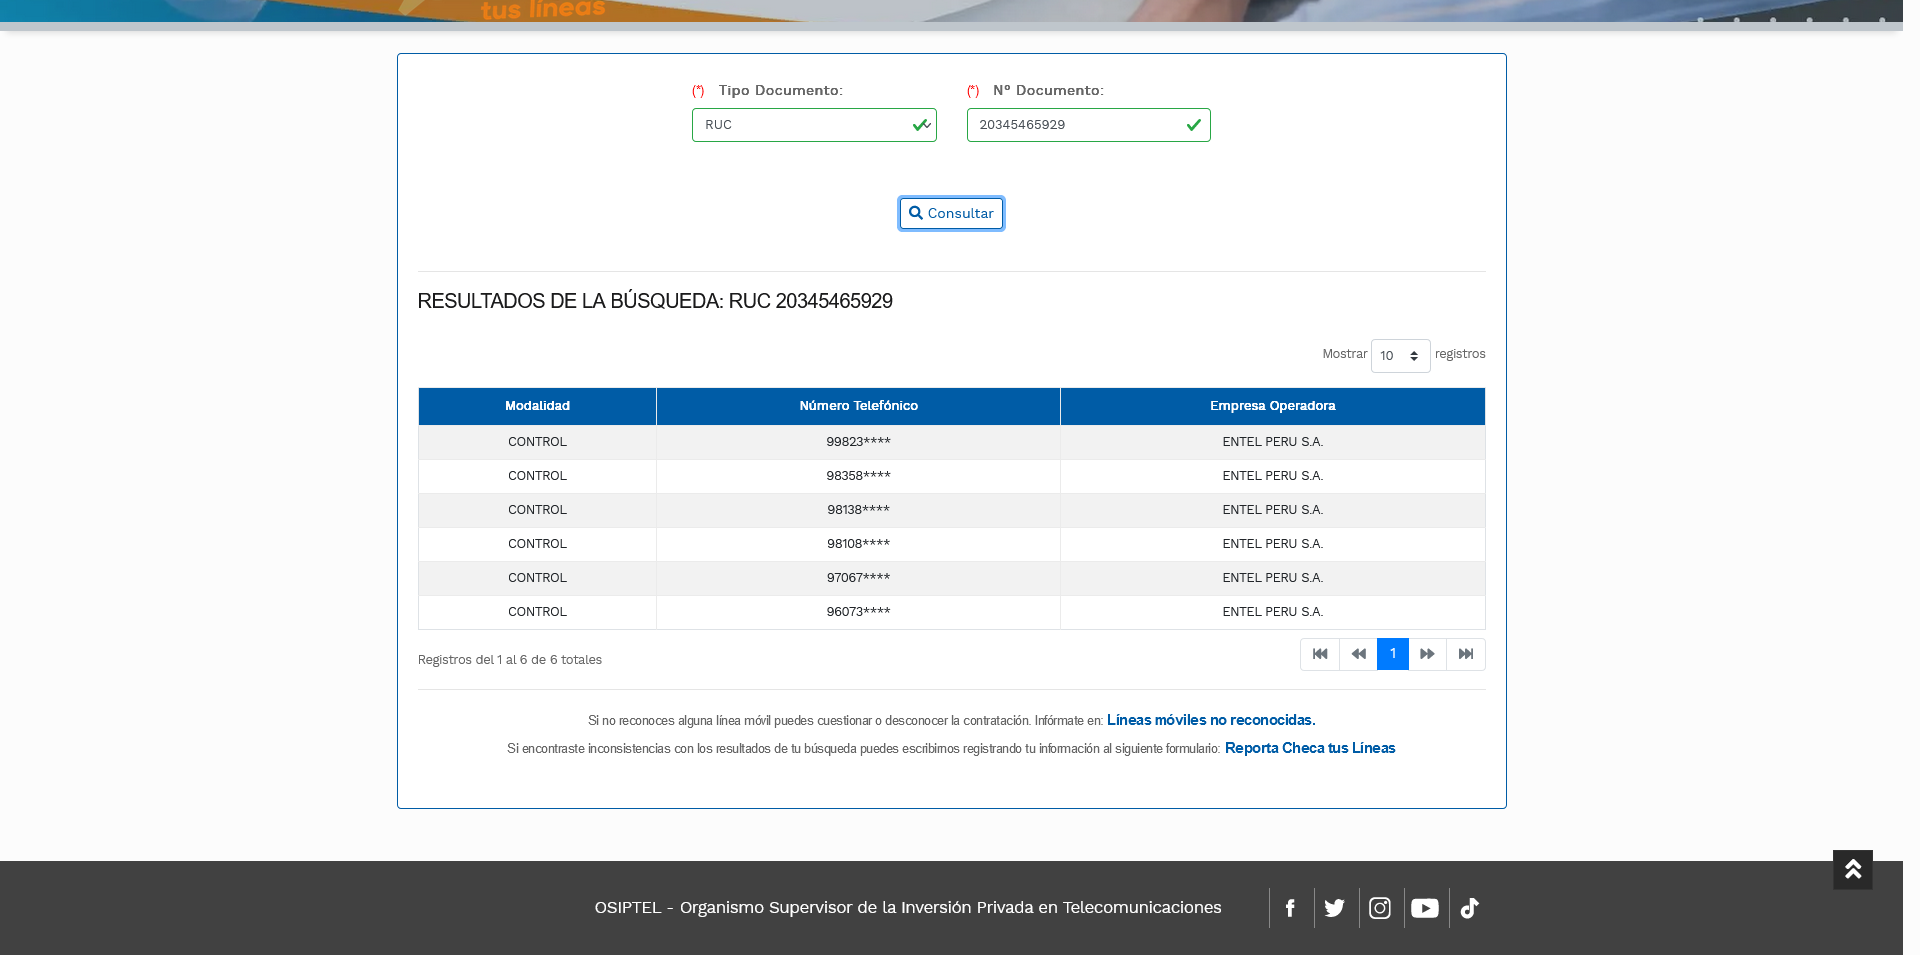 tus líneas
(*) Tipo Documento: (*) Nº Documento:
RUC 20345465929
Consultar
RESULTADOS DE LA BÚSQUEDA: RUC 20345465929
Mostrar 10 registros
Modalidad Número Telefónico Empresa Operadora
CONTROL 99823**** ENTEL PERU S.A.
CONTROL 98358**** ENTEL PERU S.A.
CONTROL 98138**** ENTEL PERU S.A.
CONTROL 98108**** ENTEL PERU S.A.
CONTROL 97067**** ENTEL PERU S.A.
CONTROL 96073**** ENTEL PERU S.A.
Registros del 1 al 6 de 6 totales 1
Si no reconoces alguna línea móvil puedes cuestionar o desconocer la contratación. Infórmate en: Líneas móviles no reconocidas.
Si encontraste inconsistencias con los resultados de tu búsqueda puedes escribirnos registrando tu información al siguiente formulario: Reporta Checa tus Líneas
OSIPTEL - Organismo Supervisor de la Inversión Privada en Telecomunicaciones